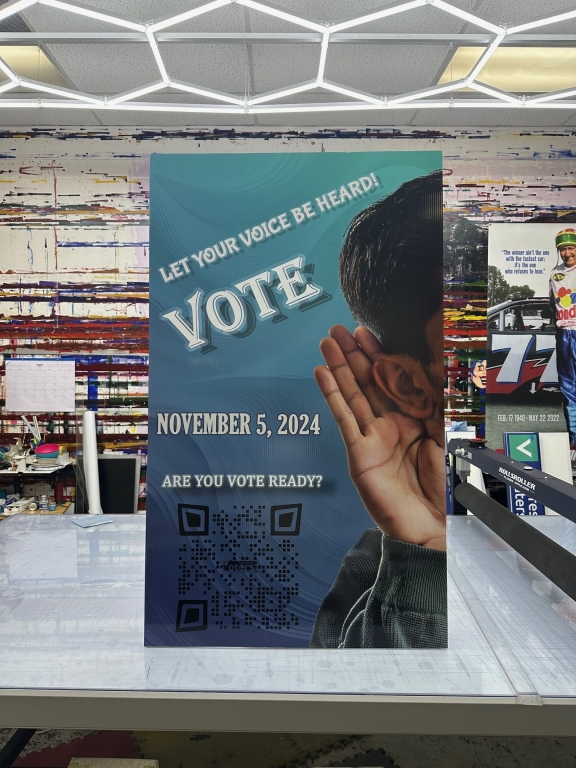 LET YOUR VOICE BE HEARD!
VOTE
NOVEMBER 5, 2024
ARE YOU VOTE READY?
"The winner ain't the one
with the fastest car;
it's the one
who refuses to lose."
77
FEB. 17 1940 - MAY 22 2022
ROLLSROLLER